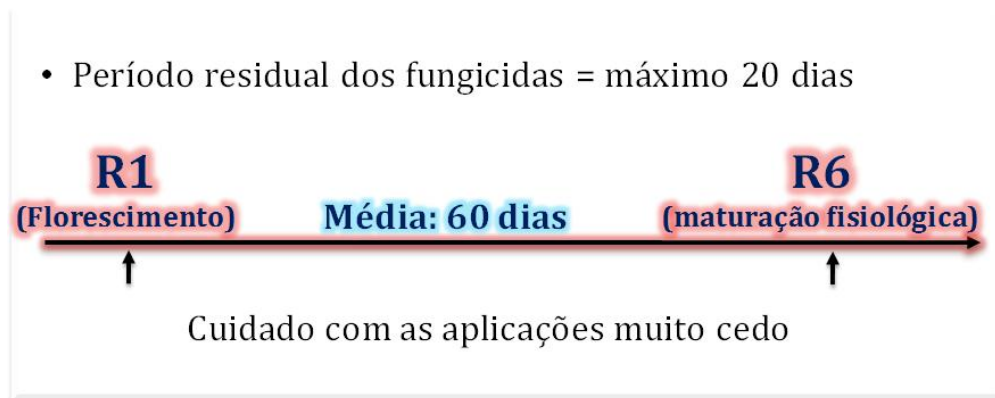 • Período residual dos fungicidas = máximo 20 dias
R1
(Florescimento)
Média: 60 dias
R6
(maturação fisiológica)
Cuidado com as aplicações muito cedo